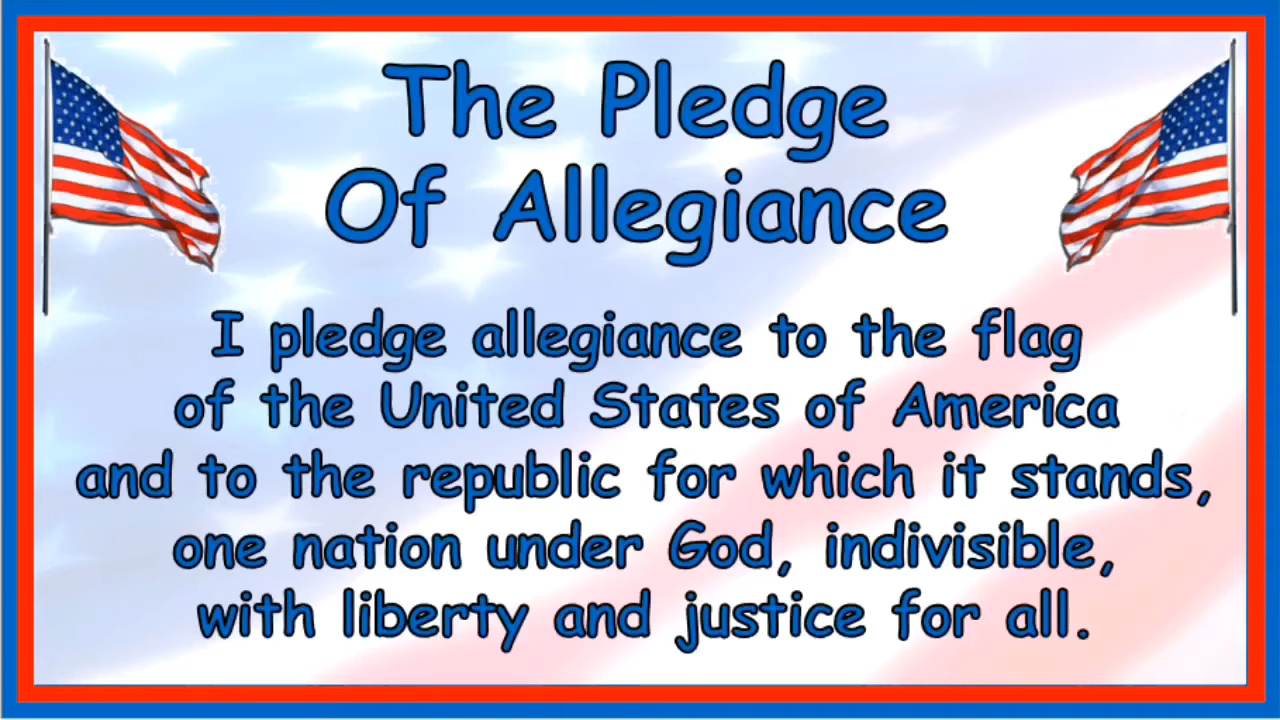 The Pledge
Of Allegiance
I pledge allegiance to the flag
of the United States of America
and to the republic for which it stands,
one nation under God, indivisible,
with liberty and justice for all.